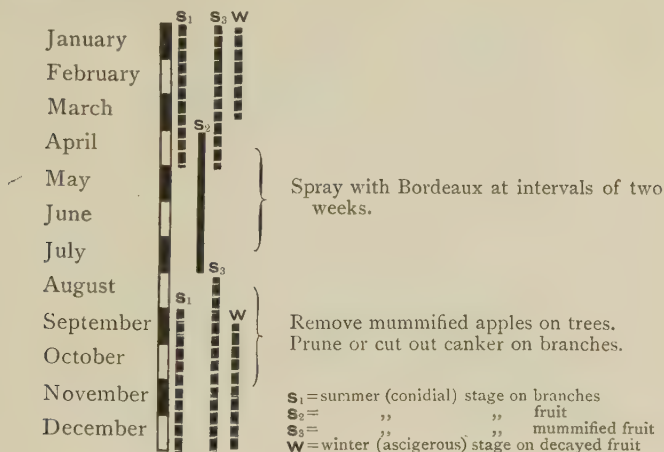 S₁ S₃ W
January
February
March
S₂
April
May
Spray with Bordeaux at intervals of two
weeks.
June
July
S₃
August
S₁ W
September
Remove mummified apples on trees.
October
Prune or cut out canker on branches.
November
December
S₁=summer (conidial) stage on branches
S₂= ,, ,, fruit
S₃= ,, ,, mummified fruit
W=winter (ascigerous) stage on decayed fruit